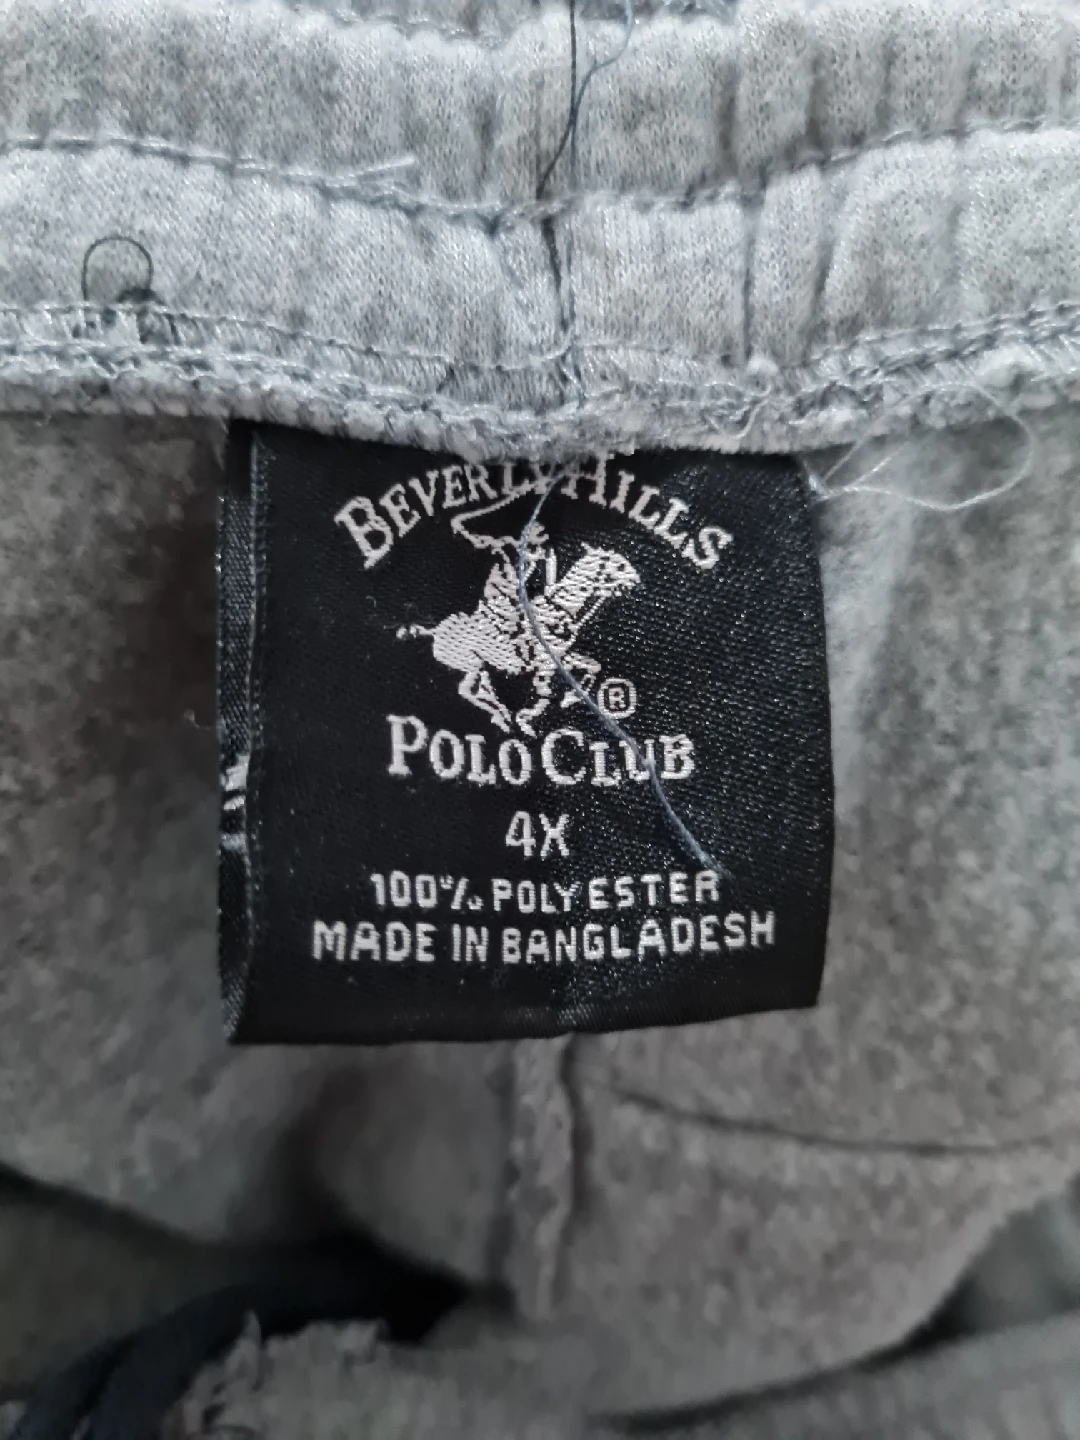 BEVERLY HILLS
®
POLO CLUB
4X
100% POLYESTER
MADE IN BANGLADESH